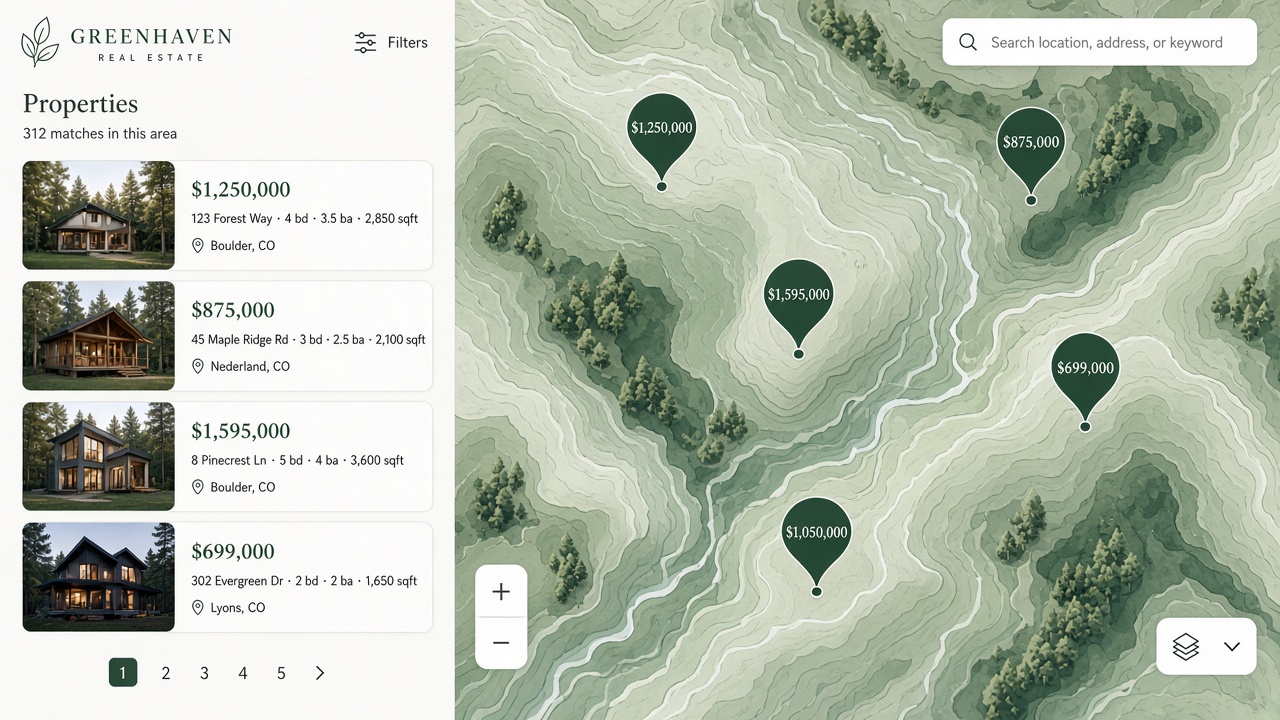 GREENHAVEN
REAL ESTATE
Filters
Properties
312 matches in this area
$1,250,000
123 Forest Way · 4 bd · 3.5 ba · 2,850 sqft
Boulder, CO
$875,000
45 Maple Ridge Rd · 3 bd · 2.5 ba · 2,100 sqft
Nederland, CO
$1,595,000
8 Pinecrest Ln · 5 bd · 4 ba · 3,600 sqft
Boulder, CO
$699,000
302 Evergreen Dr · 2 bd · 2 ba · 1,650 sqft
Lyons, CO
1 2 3 4 5
Search location, address, or keyword
$1,250,000
$875,000
$1,595,000
$699,000
$1,050,000